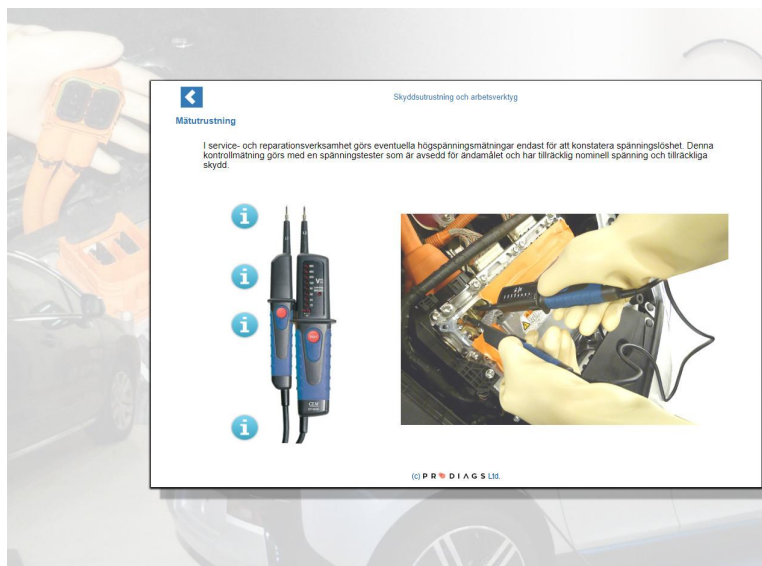 Skyddsutrustning och arbetsverktyg
Mätutrustning
I service- och reparationsverksamhet görs eventuella högspänningsmätningar endast för att konstatera spänningslöshet. Denna
kontrollmätning görs med en spänningstester som är avsedd för ändamålet och har tillräcklig nominell spänning och tillräckliga
skydd.
(c) PRODIAGS Ltd.